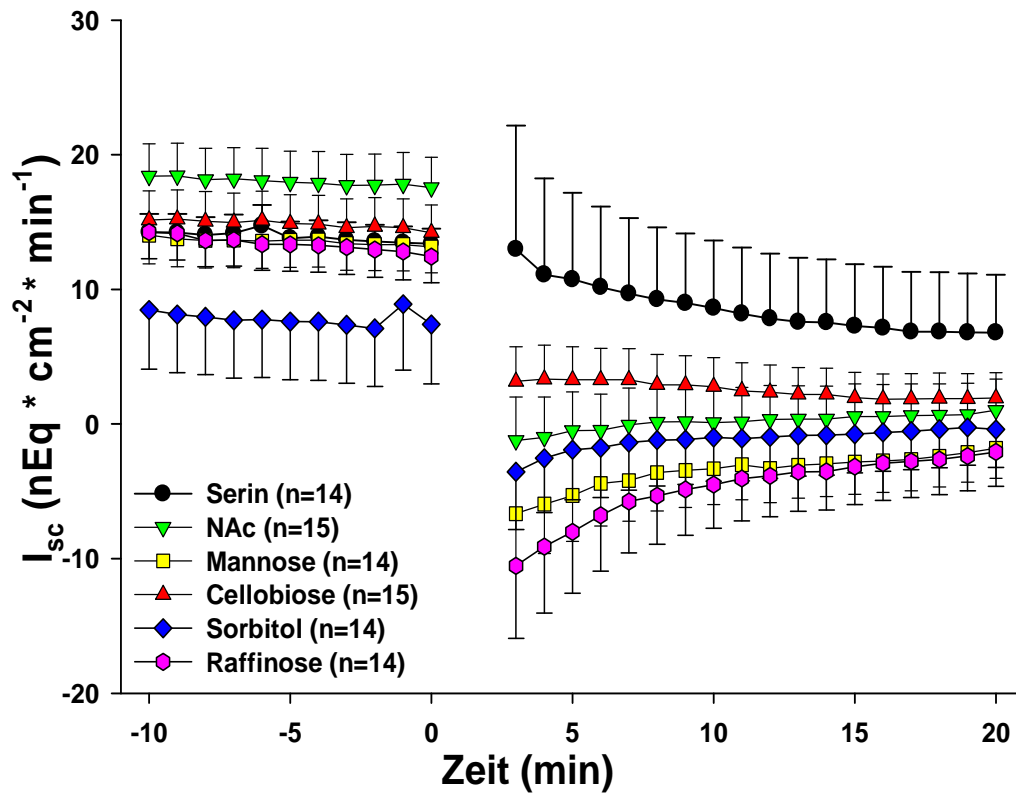 30
20
10
0
-10
-20
I_sc (nEq * cm^-2 * min^-1)
Serin (n=14)
NAc (n=15)
Mannose (n=14)
Cellobiose (n=15)
Sorbitol (n=14)
Raffinose (n=14)
-10 -5 0 5 10 15 20
Zeit (min)